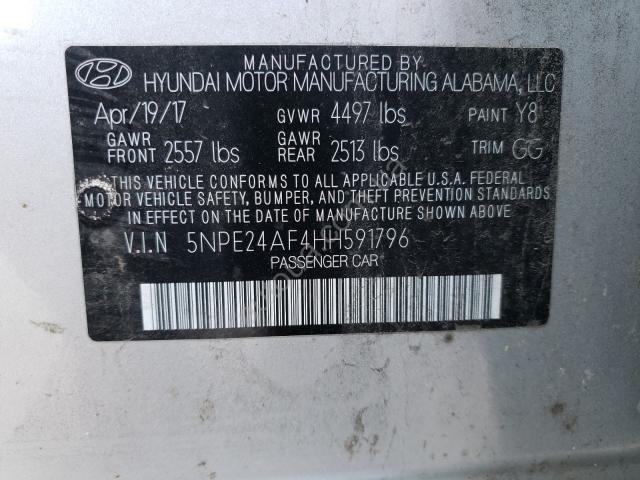 MANUFACTURED BY
HYUNDAI MOTOR MANUFACTURING ALABAMA, LLC
Apr/19/17 GVWR 4497 lbs PAINT Y8
GAWR FRONT 2557 lbs GAWR REAR 2513 lbs TRIM GG
THIS VEHICLE CONFORMS TO ALL APPLICABLE U.S.A. FEDERAL
MOTOR VEHICLE SAFETY, BUMPER, AND THEFT PREVENTION STANDARDS
IN EFFECT ON THE DATE OF MANUFACTURE SHOWN ABOVE.
V.I.N 5NPE24AF4HH591796
PASSENGER CAR